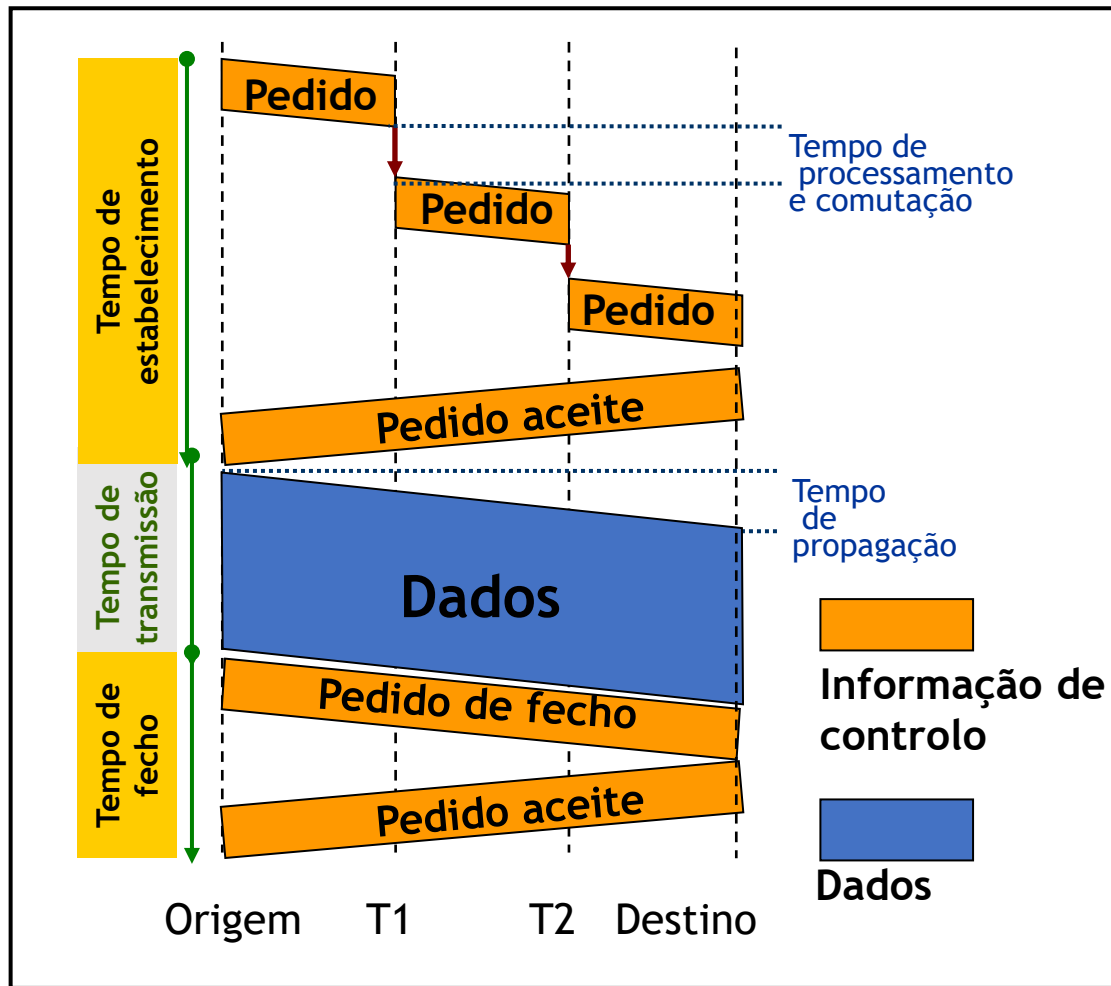 Tempo de
estabelecimento
Tempo de
transmissão
Tempo de
fecho
Pedido
Pedido
Pedido
Pedido aceite
Dados
Pedido de fecho
Pedido aceite
Tempo de
processamento
e comutação
Tempo
de
propagação
Informação de
controlo
Dados
Origem T1 T2 Destino